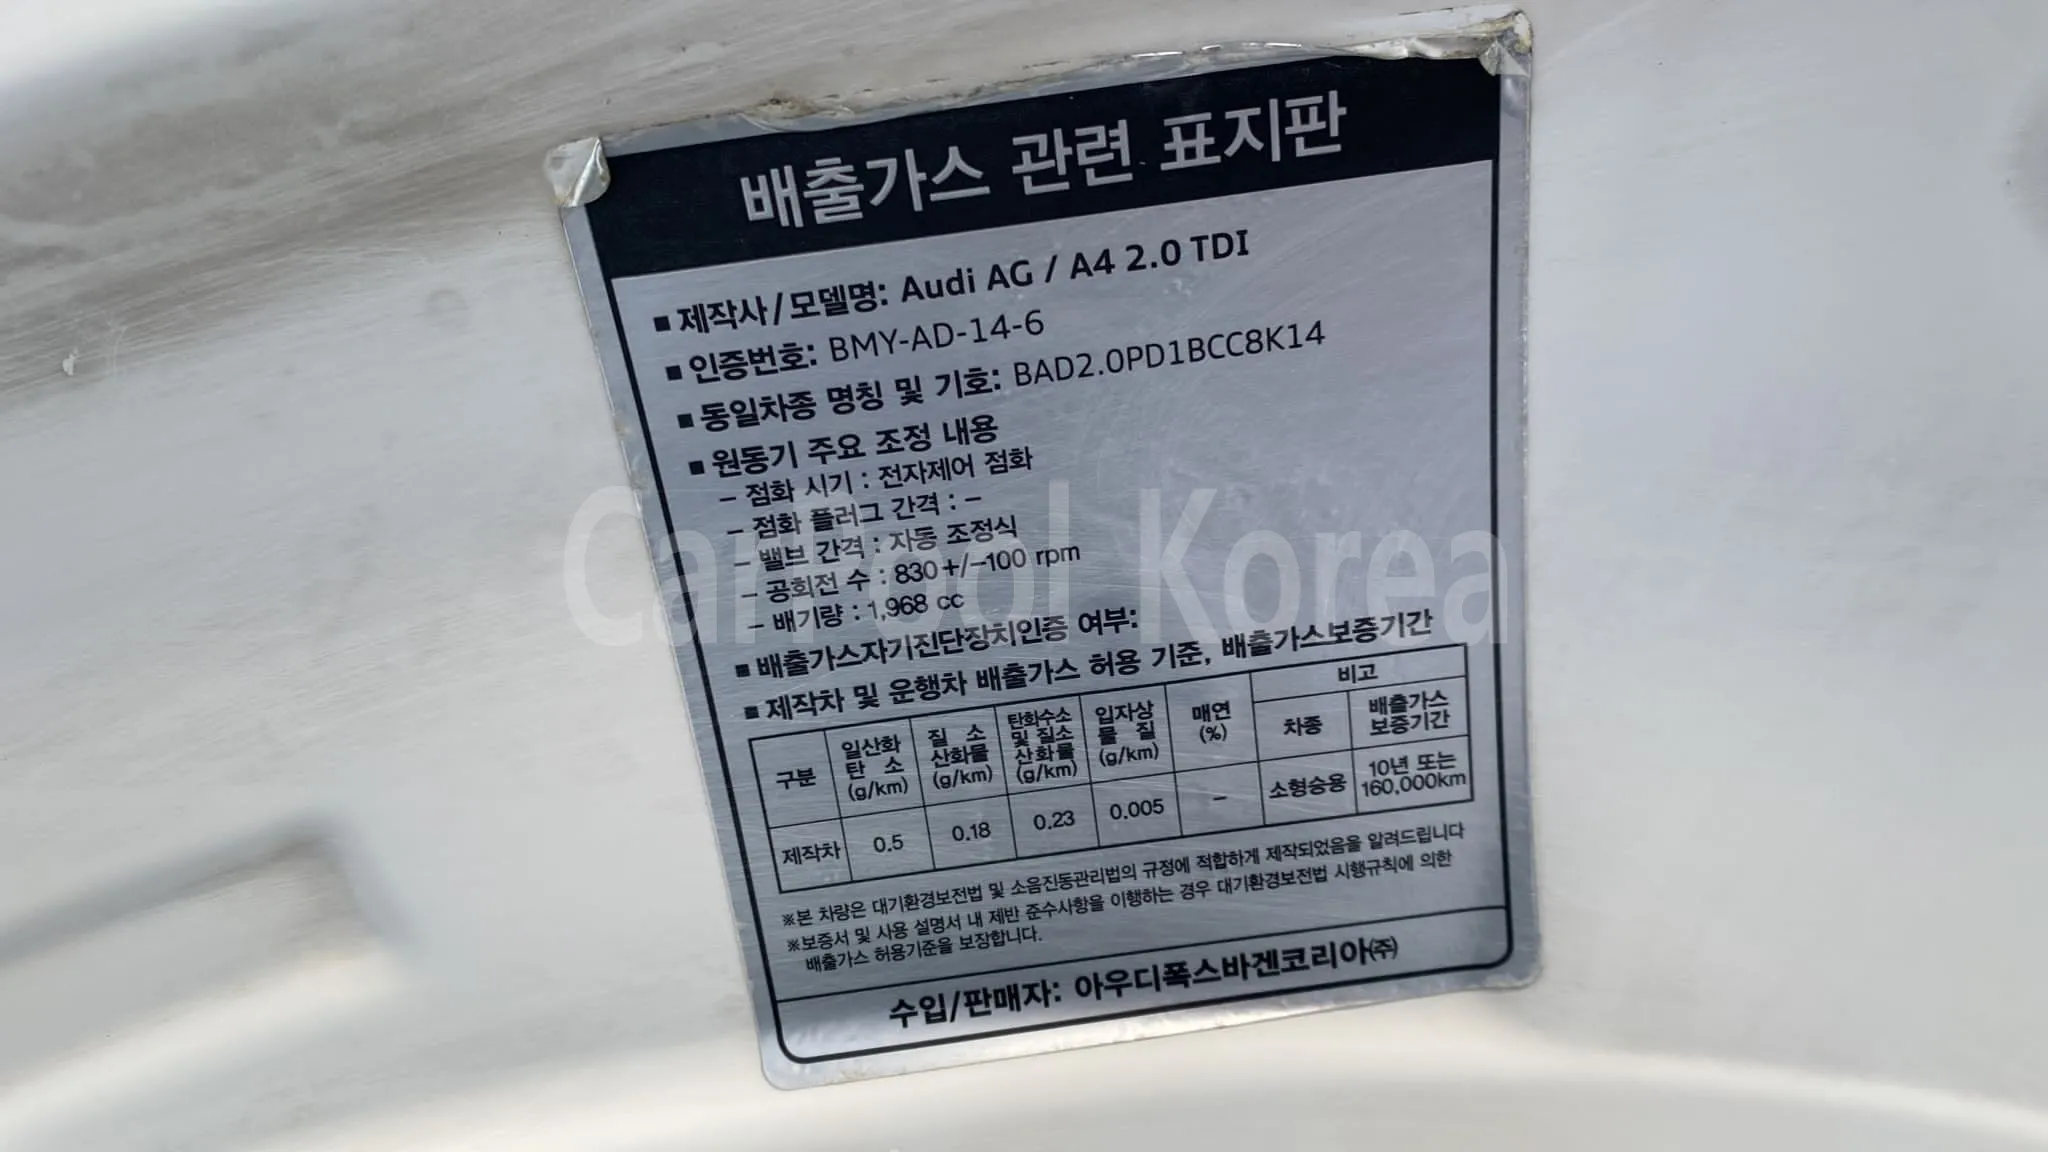 배출가스 관련 표지판
▪ 제작사/모델명: Audi AG / A4 2.0 TDI
▪ 인증번호: BMY-AD-14-6
▪ 동일차종 명칭 및 기호: BAD2.0PD1BCC8K14
▪ 원동기 주요 조정 내용
– 점화 시기 : 전자제어 점화
– 점화 플러그 간격 : –
– 밸브 간격 : 자동 조정식
– 공회전 수 : 830+/–100 rpm
– 배기량 : 1,968 cc
▪ 배출가스자기진단장치인증 여부:
▪ 제작차 및 운행차 배출가스 허용 기준, 배출가스보증기간
구분 일산화탄소 (g/km) 질소산화물 (g/km) 탄화수소 및 질소산화물 (g/km) 입자상물질 (g/km) 매연 (%) 비고
차종 배출가스 보증기간
제작차 0.5 0.18 0.23 0.005 – 소형승용 10년 또는 160,000km
※본 차량은 대기환경보전법 및 소음진동관리법의 규정에 적합하게 제작되었음을 알려드립니다
※보증서 및 사용 설명서 내 제반 준수사항을 이행하는 경우 대기환경보전법 시행규칙에 의한
배출가스 허용기준을 보장합니다.
수입/판매자: 아우디폭스바겐코리아㈜
CarPool Korea